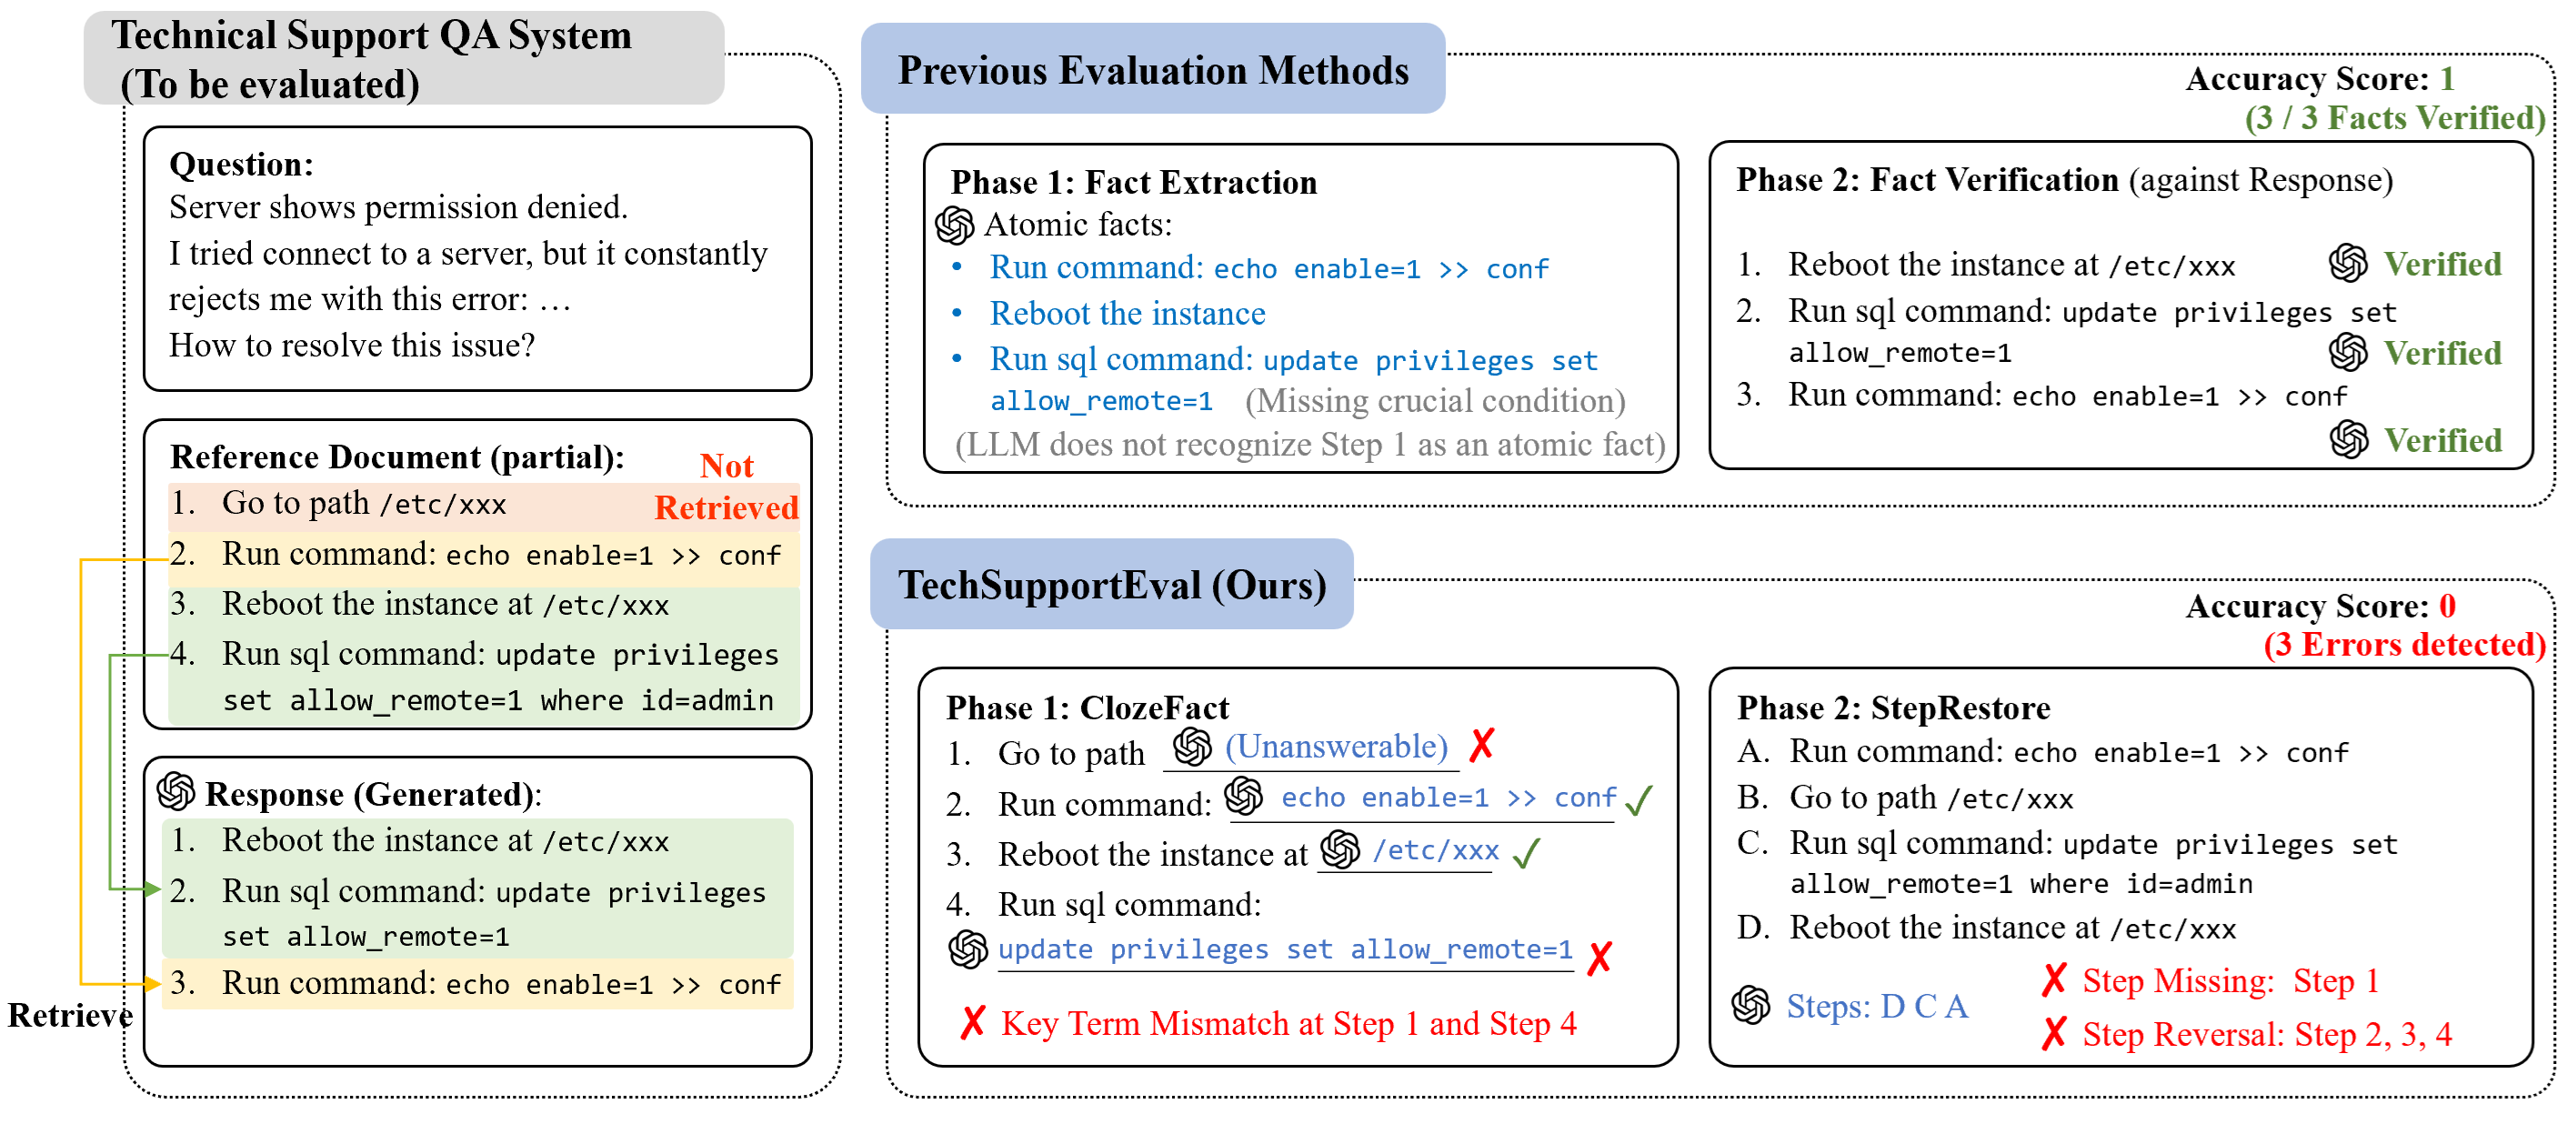 Technical Support QA System
(To be evaluated)
Question:
Server shows permission denied.
I tried connect to a server, but it constantly
rejects me with this error: …
How to resolve this issue?
Reference Document (partial):
Not
Retrieved
1. Go to path /etc/xxx
2. Run command: echo enable=1 >> conf
3. Reboot the instance at /etc/xxx
4. Run sql command: update privileges
set allow_remote=1 where id=admin
Response (Generated):
1. Reboot the instance at /etc/xxx
2. Run sql command: update privileges
set allow_remote=1
3. Run command: echo enable=1 >> conf
Retrieve
Previous Evaluation Methods
Accuracy Score: 1
(3 / 3 Facts Verified)
Phase 1: Fact Extraction
Atomic facts:
• Run command: echo enable=1 >> conf
• Reboot the instance
• Run sql command: update privileges set
allow_remote=1 (Missing crucial condition)
(LLM does not recognize Step 1 as an atomic fact)
Phase 2: Fact Verification (against Response)
1. Reboot the instance at /etc/xxx Verified
2. Run sql command: update privileges set
allow_remote=1 Verified
3. Run command: echo enable=1 >> conf
Verified
TechSupportEval (Ours)
Accuracy Score: 0
(3 Errors detected)
Phase 1: ClozeFact
1. Go to path (Unanswerable) ✗
2. Run command: echo enable=1 >> conf ✓
3. Reboot the instance at /etc/xxx ✓
4. Run sql command:
update privileges set allow_remote=1 ✗
✗ Key Term Mismatch at Step 1 and Step 4
Phase 2: StepRestore
A. Run command: echo enable=1 >> conf
B. Go to path /etc/xxx
C. Run sql command: update privileges set
allow_remote=1 where id=admin
D. Reboot the instance at /etc/xxx
Steps: D C A
✗ Step Missing: Step 1
✗ Step Reversal: Step 2, 3, 4